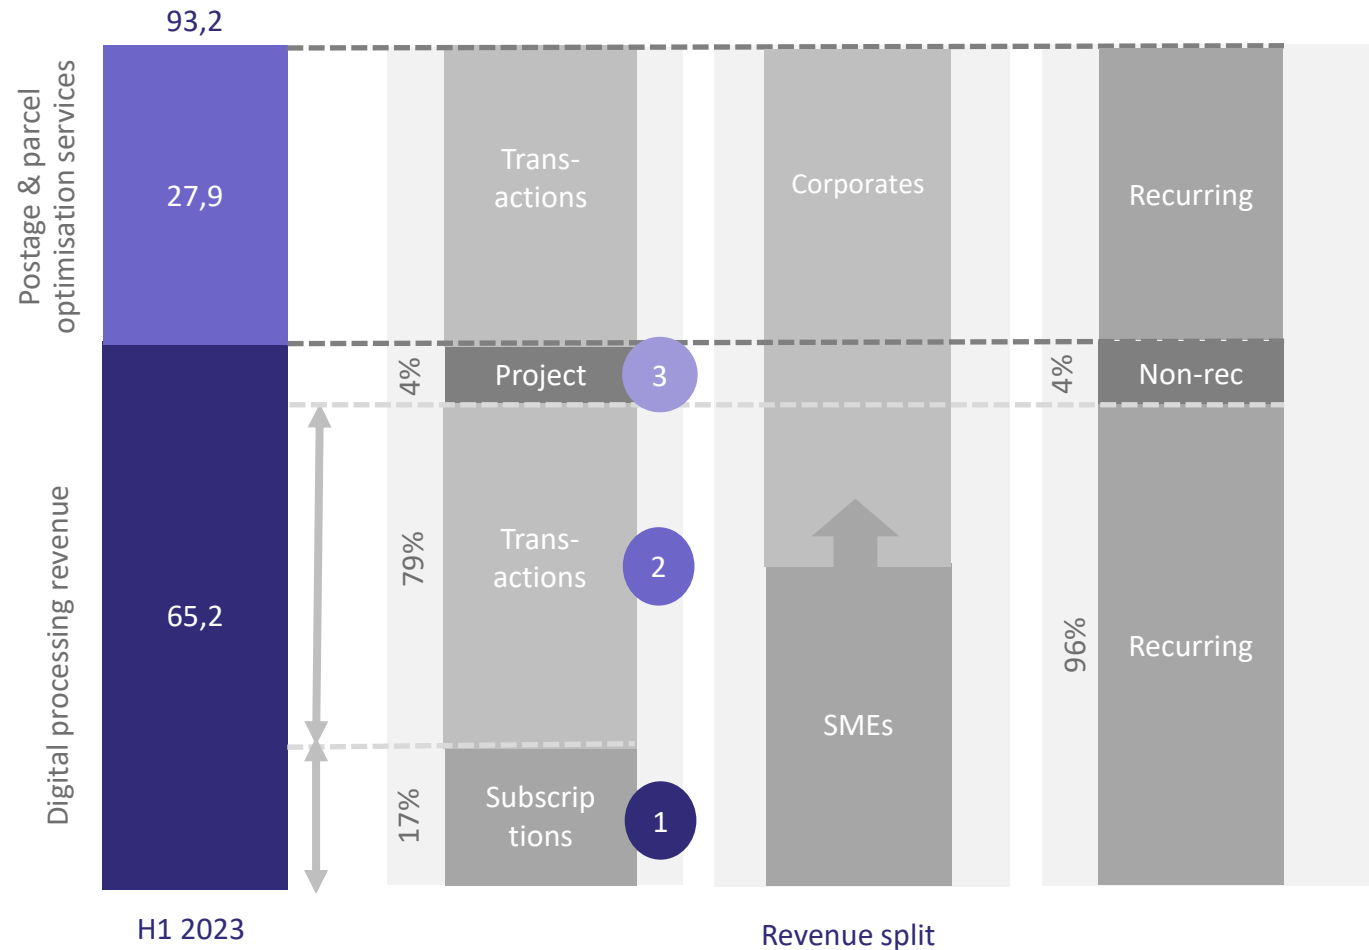 93,2
Postage & parcel
optimisation services
27,9
Trans-
actions
Corporates
Recurring
4%
Project
3
4%
Non-rec
Digital processing revenue
65,2
79%
Trans-
actions
2
96%
Recurring
SMEs
17%
Subscrip
tions
1
H1 2023
Revenue split